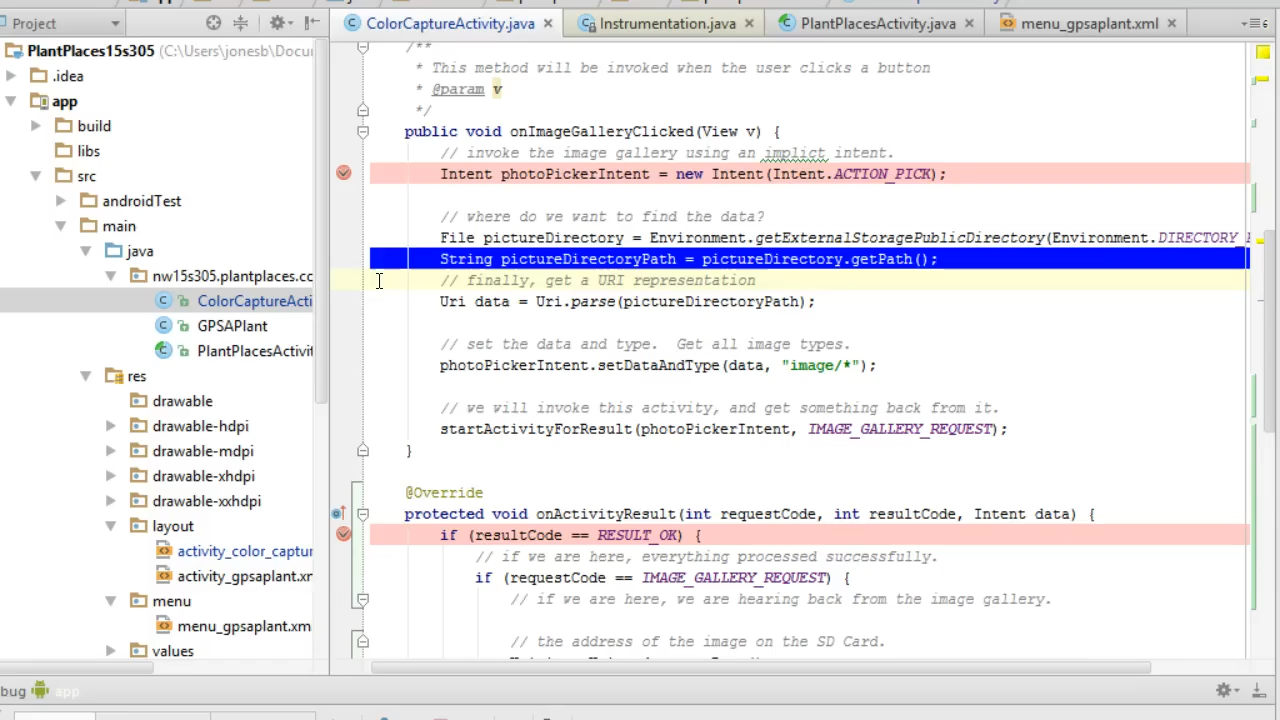 Project
ColorCaptureActivity.java
Instrumentation.java
PlantPlacesActivity.java
menu_gpsaplant.xml
PlantPlaces15s305 (C:\Users\jonesb\Docu
.idea
app
build
libs
src
androidTest
main
java
nw15s305.plantplaces.cc
ColorCaptureActi
GPSAPlant
PlantPlacesActivit
res
drawable
drawable-hdpi
drawable-mdpi
drawable-xhdpi
drawable-xxhdpi
layout
activity_color_captur
activity_gpsaplant.xn
menu
menu_gpsaplant.xm
values
/**
* This method will be invoked when the user clicks a button
* @param v
*/
public void onImageGalleryClicked(View v) {
// invoke the image gallery using an implict intent.
Intent photoPickerIntent = new Intent(Intent.ACTION_PICK);
// where do we want to find the data?
File pictureDirectory = Environment.getExternalStoragePublicDirectory(Environment.DIRECTORY_
String pictureDirectoryPath = pictureDirectory.getPath();
// finally, get a URI representation
Uri data = Uri.parse(pictureDirectoryPath);
// set the data and type.  Get all image types.
photoPickerIntent.setDataAndType(data, "image/*");
// we will invoke this activity, and get something back from it.
startActivityForResult(photoPickerIntent, IMAGE_GALLERY_REQUEST);
}
@Override
protected void onActivityResult(int requestCode, int resultCode, Intent data) {
if (resultCode == RESULT_OK) {
// if we are here, everything processed successfully.
if (requestCode == IMAGE_GALLERY_REQUEST) {
// if we are here, we are hearing back from the image gallery.
// the address of the image on the SD Card.
bug app